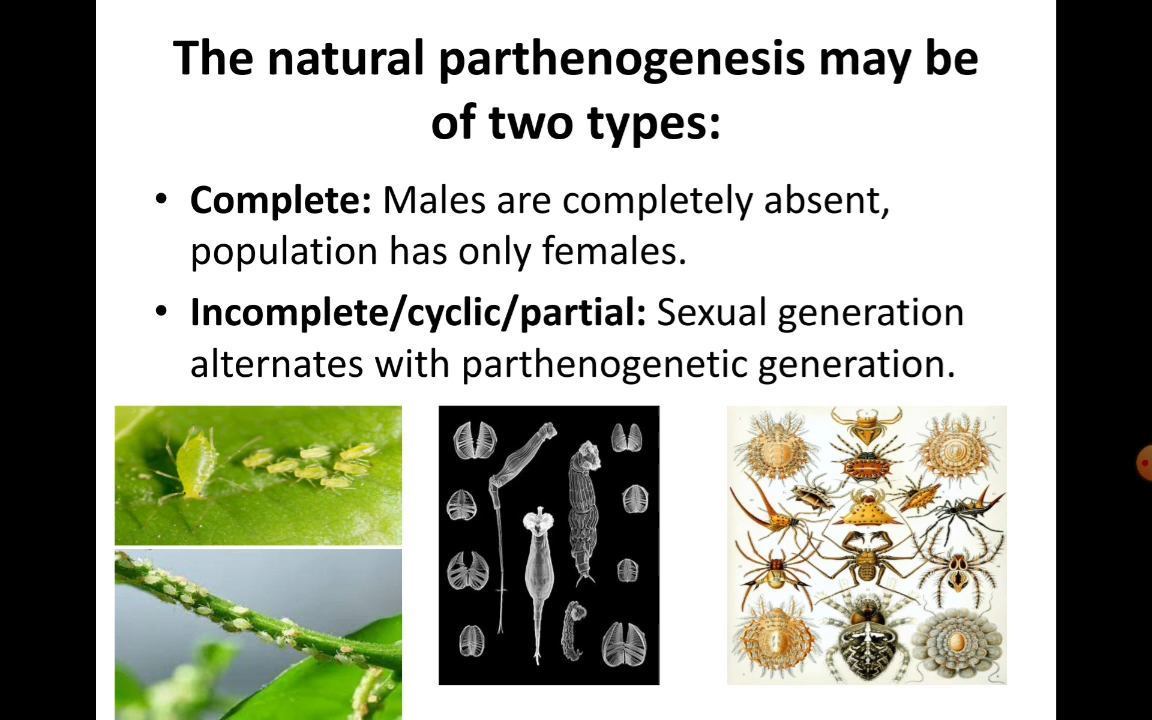 The natural parthenogenesis may be
of two types:
• Complete: Males are completely absent,
population has only females.
• Incomplete/cyclic/partial: Sexual generation
alternates with parthenogenetic generation.